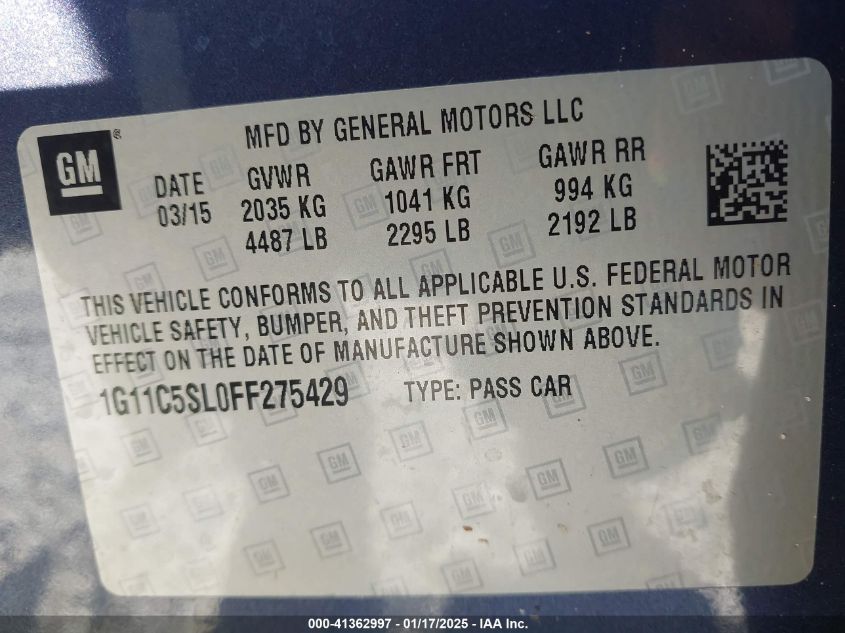 GM
MFD BY GENERAL MOTORS LLC
DATE GVWR GAWR FRT GAWR RR
03/15 2035 KG 1041 KG 994 KG
4487 LB 2295 LB 2192 LB
THIS VEHICLE CONFORMS TO ALL APPLICABLE U.S. FEDERAL MOTOR
VEHICLE SAFETY, BUMPER, AND THEFT PREVENTION STANDARDS IN
EFFECT ON THE DATE OF MANUFACTURE SHOWN ABOVE.
1G11C5SL0FF275429 TYPE: PASS CAR
000-41362997 - 01/17/2025 - IAA Inc.